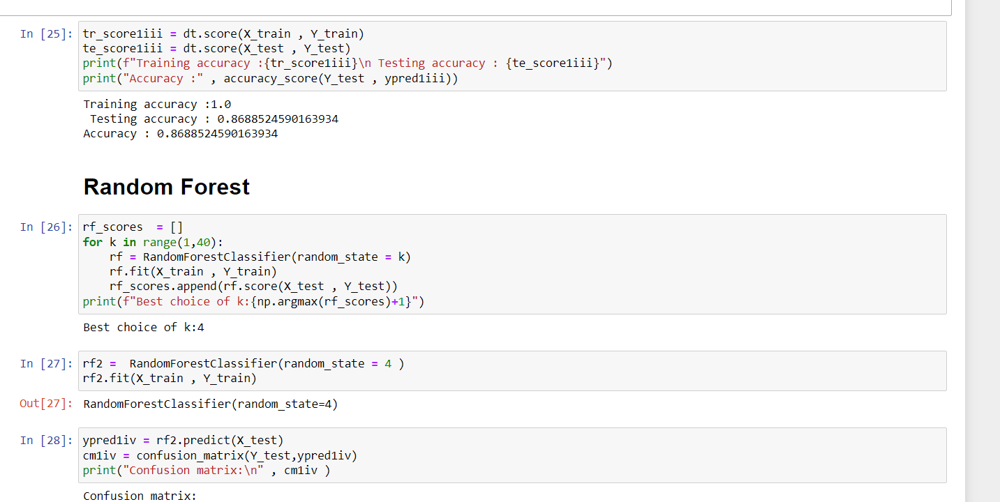 In [25]: tr_score1iii = dt.score(X_train , Y_train)
te_score1iii = dt.score(X_test , Y_test)
print(f"Training accuracy :{tr_score1iii}\n Testing accuracy : {te_score1iii}")
print("Accuracy :" , accuracy_score(Y_test , ypred1iii))
Training accuracy :1.0
 Testing accuracy : 0.8688524590163934
Accuracy : 0.8688524590163934
Random Forest
In [26]: rf_scores  = []
for k in range(1,40):
    rf = RandomForestClassifier(random_state = k)
    rf.fit(X_train , Y_train)
    rf_scores.append(rf.score(X_test , Y_test))
print(f"Best choice of k:{np.argmax(rf_scores)+1}")
Best choice of k:4
In [27]: rf2 =  RandomForestClassifier(random_state = 4 )
rf2.fit(X_train , Y_train)
Out[27]: RandomForestClassifier(random_state=4)
In [28]: ypred1iv = rf2.predict(X_test)
cm1iv = confusion_matrix(Y_test,ypred1iv)
print("Confusion matrix:\n" , cm1iv )
Confusion matrix: